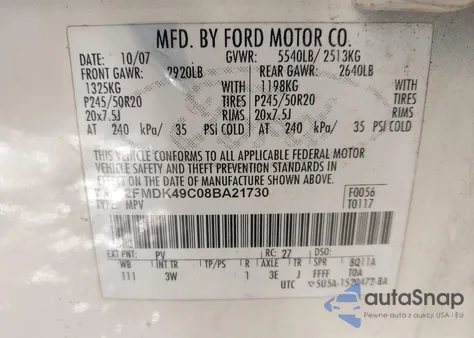 MFD. BY FORD MOTOR CO.
DATE: 10/07 GVWR: 5540LB/ 2513KG
FRONT GAWR: 2920LB REAR GAWR: 2640LB
1325KG WITH 1198KG WITH
P245/50R20 TIRES P245/50R20 TIRES
20x7.5J RIMS 20x7.5J RIMS
AT 240 kPa/ 35 PSI COLD AT 240 kPa/ 35 PSI COLD
THIS VEHICLE CONFORMS TO ALL APPLICABLE FEDERAL MOTOR
VEHICLE SAFETY AND THEFT PREVENTION STANDARDS IN
EFFECT ON THE DATE OF MANUFACTURE SHOWN ABOVE.
VIN: 2FMDK49C08BA21730 F0056
TYPE: MPV T0117
EXT PNT: PV RC: 27 DSO:
WB INT TR TP/PS R AXLE TR SPR 8Q11A
111 3W 1 3E J FFFF T0A
UTC 5U5A-1520472-BA
autoSnap
Pewne auta z aukcji w USA